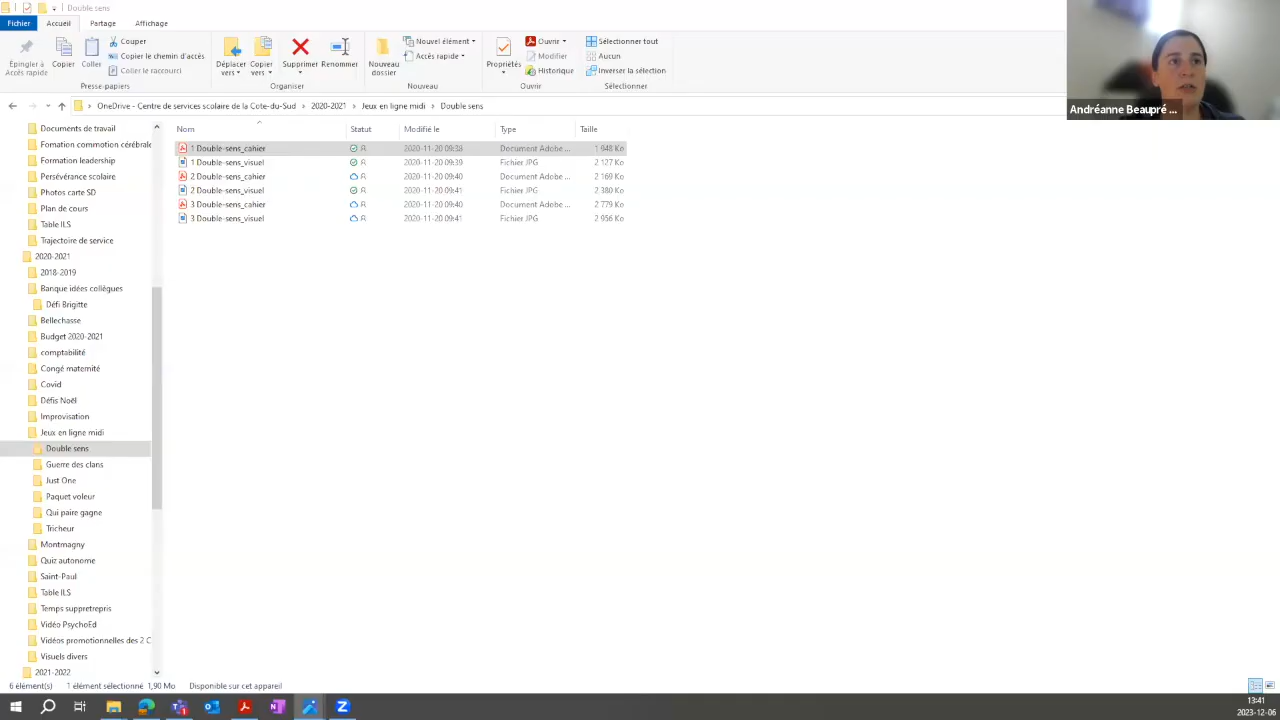 Double sens
Fichier Accueil Partage Affichage
Épingler à Accès rapide
Copier
Coller
Couper
Copier le chemin d'accès
Coller le raccourci
Presse-papiers
Déplacer vers
Copier vers
Supprimer
Renommer
Organiser
Nouveau dossier
Nouvel élément
Accès rapide
Nouveau
Propriétés
Ouvrir
Modifier
Historique
Ouvrir
Sélectionner tout
Aucun
Inverser la sélection
Sélectionner
Andréanne Beaupré ...
OneDrive - Centre de services scolaire de la Cote-du-Sud > 2020-2021 > Jeux en ligne midi > Double sens
Nom Statut Modifié le Type Taille
1 Double-sens_cahier 2020-11-20 09:38 Document Adobe ... 1 948 Ko
1 Double-sens_visuel 2020-11-20 09:39 Fichier JPG 2 127 Ko
2 Double-sens_cahier 2020-11-20 09:40 Document Adobe ... 2 169 Ko
2 Double-sens_visuel 2020-11-20 09:41 Fichier JPG 2 380 Ko
3 Double-sens_cahier 2020-11-20 09:40 Document Adobe ... 2 779 Ko
3 Double-sens_visuel 2020-11-20 09:41 Fichier JPG 2 956 Ko
Documents de travail
Fomation commotion cérébrale
Formation leadership
Persévérance scolaire
Photos carte SD
Plan de cours
Table ILS
Trajectoire de service
2020-2021
2018-2019
Banque idées collègues
Défi Brigitte
Bellechasse
Budget 2020-2021
comptabilité
Congé maternité
Covid
Défis Noël
Improvisation
Jeux en ligne midi
Double sens
Guerre des clans
Just One
Paquet voleur
Qui paire gagne
Tricheur
Montmagny
Quiz autonome
Saint-Paul
Table ILS
Temps suppretrepris
Vidéo PsychoEd
Vidéos promotionnelles des 2 C
Visuels divers
2021-2022
6 élément(s) 1 élément sélectionné 1,90 Mo Disponible sur cet appareil
13:41
2023-12-06